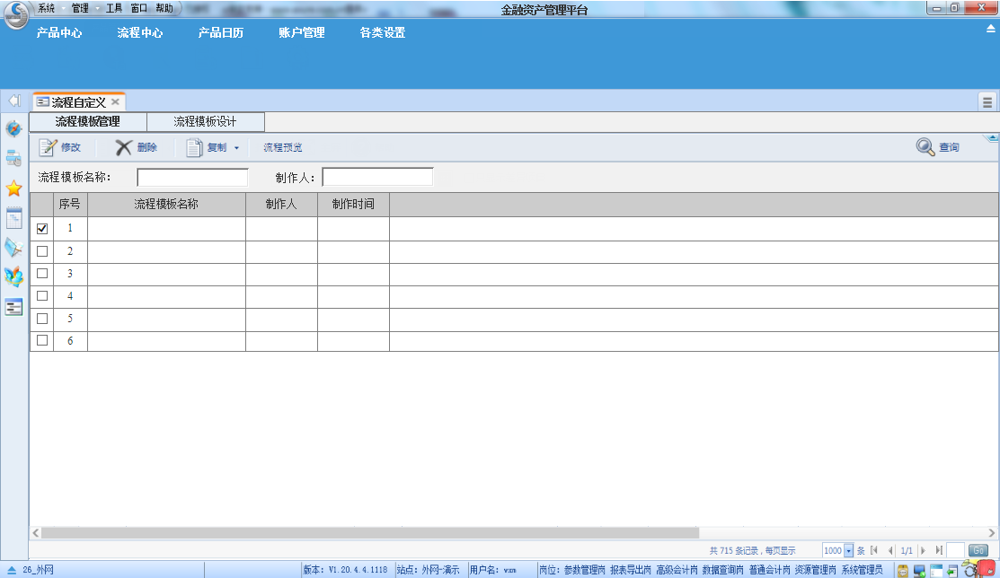 系统 管理 工具 窗口 帮助 金融资产管理平台
产品中心 流程中心 产品日历 账户管理 各类设置
流程自定义
流程模板管理 流程模板设计
修改 删除 复制 流程预览 查询
流程模板名称： 制作人：
序号 流程模板名称 制作人 制作时间
1
2
3
4
5
6
共 715 条记录，每页显示 1000 条 1/1 Go
26_外网 版本：V1.20.4.4.1118 站点：外网-演示 用户名：vxm 岗位：参数管理岗 报表导出岗 高级会计岗 数据查询岗 普通会计岗 资源管理岗 系统管理员